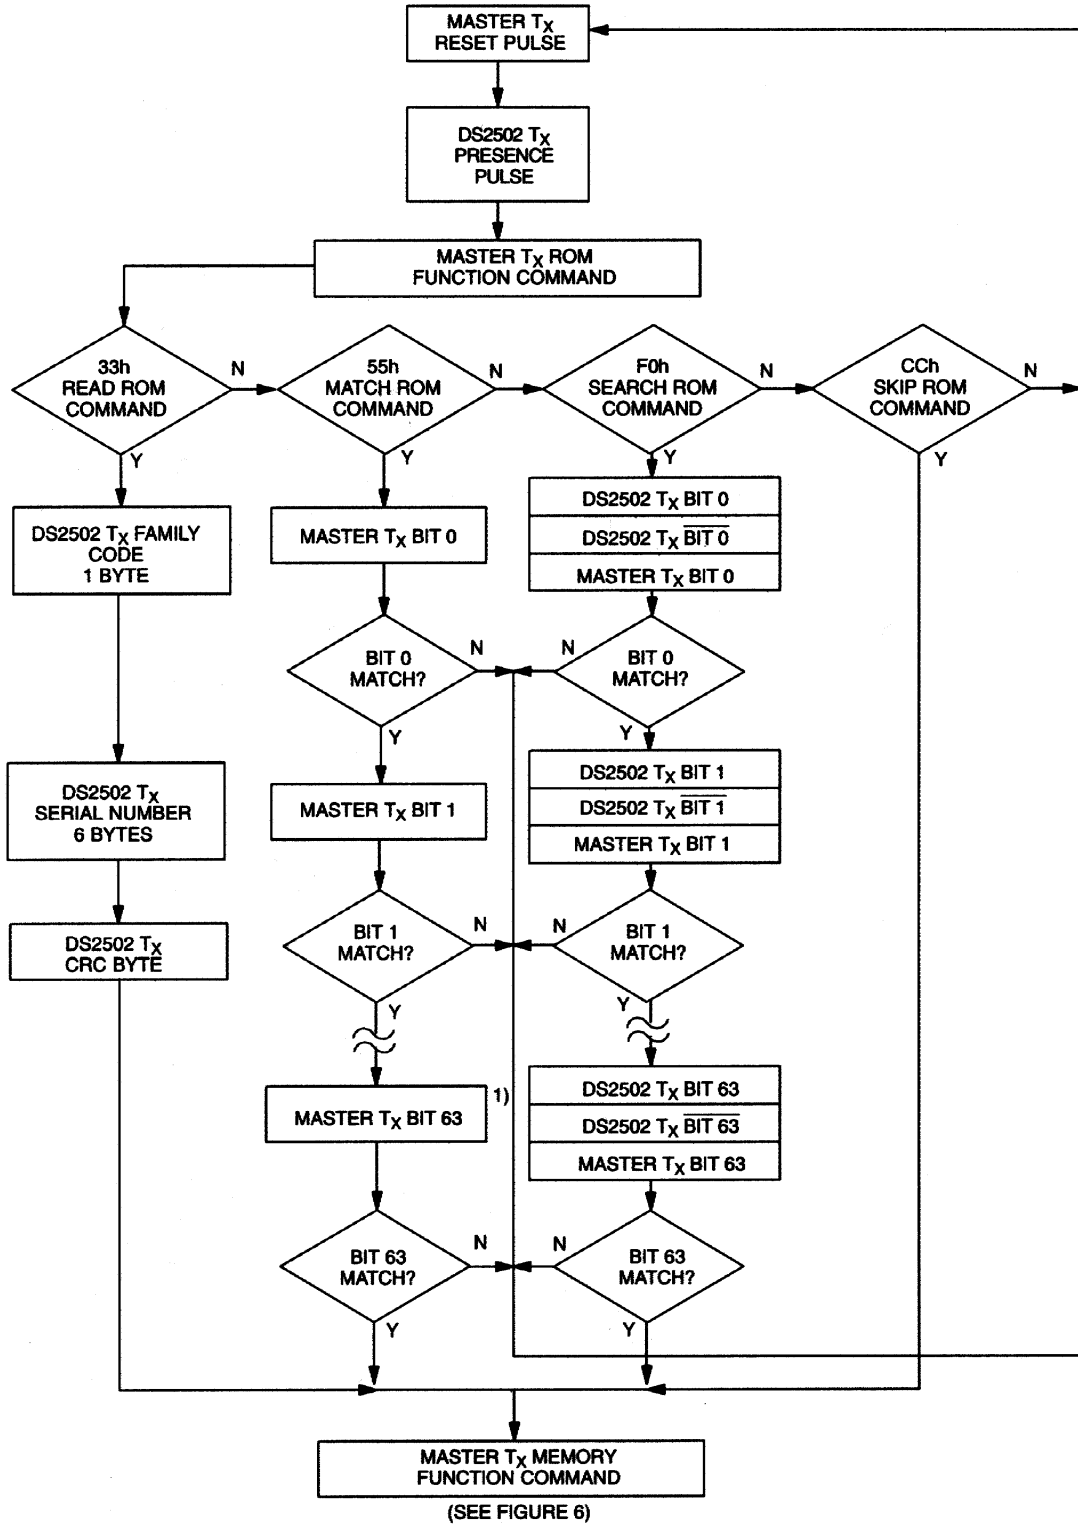 MASTER TX
RESET PULSE
DS2502 TX
PRESENCE
PULSE
MASTER TX ROM
FUNCTION COMMAND
33h
READ ROM
COMMAND
N
Y
55h
MATCH ROM
COMMAND
N
Y
F0h
SEARCH ROM
COMMAND
N
Y
CCh
SKIP ROM
COMMAND
N
Y
DS2502 TX FAMILY
CODE
1 BYTE
DS2502 TX
SERIAL NUMBER
6 BYTES
DS2502 TX
CRC BYTE
MASTER TX BIT 0
BIT 0
MATCH?
N
Y
MASTER TX BIT 1
BIT 1
MATCH?
N
Y
MASTER TX BIT 63
1)
BIT 63
MATCH?
N
Y
DS2502 TX BIT 0
DS2502 TX B̅I̅T̅ ̅0̅
MASTER TX BIT 0
BIT 0
MATCH?
N
Y
DS2502 TX BIT 1
DS2502 TX B̅I̅T̅ ̅1̅
MASTER TX BIT 1
BIT 1
MATCH?
N
Y
DS2502 TX BIT 63
DS2502 TX B̅I̅T̅ ̅6̅3̅
MASTER TX BIT 63
BIT 63
MATCH?
N
Y
MASTER TX MEMORY
FUNCTION COMMAND
(SEE FIGURE 6)